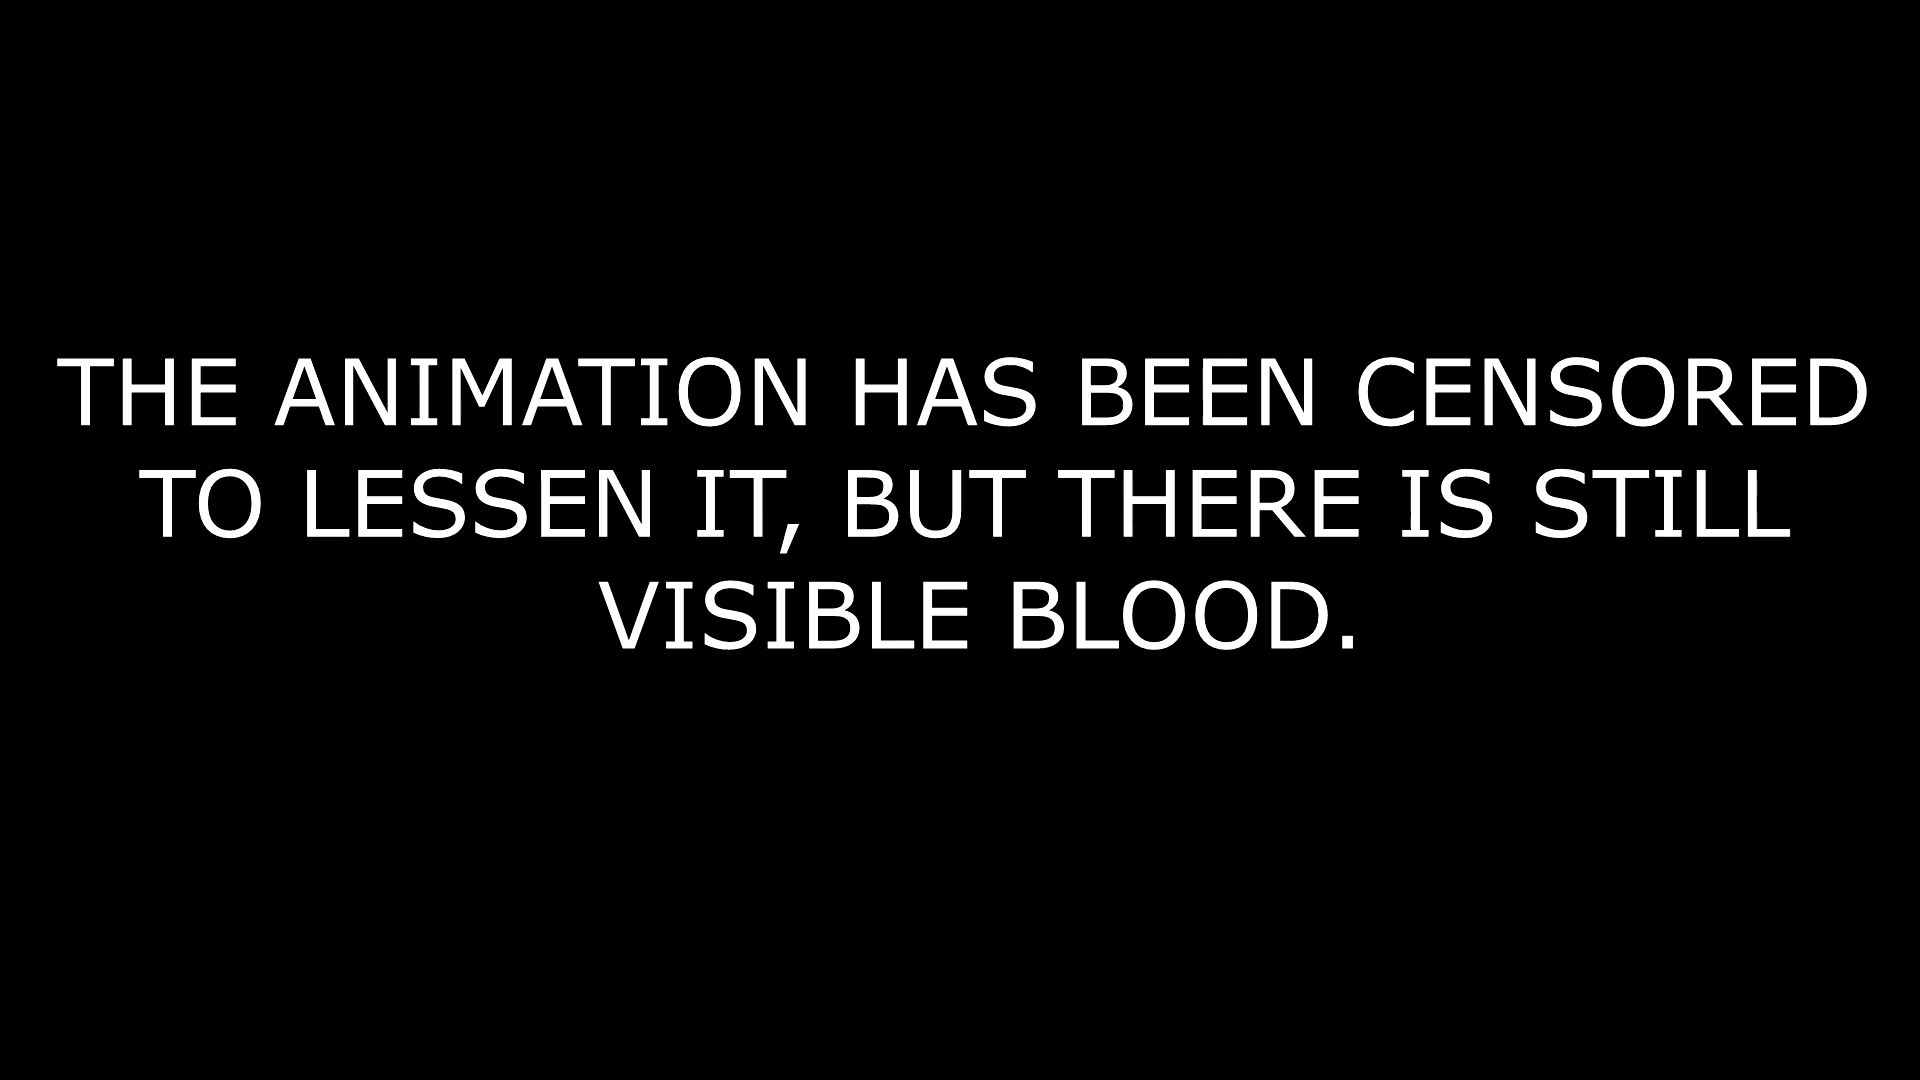 THE ANIMATION HAS BEEN CENSORED
TO LESSEN IT, BUT THERE IS STILL
VISIBLE BLOOD.